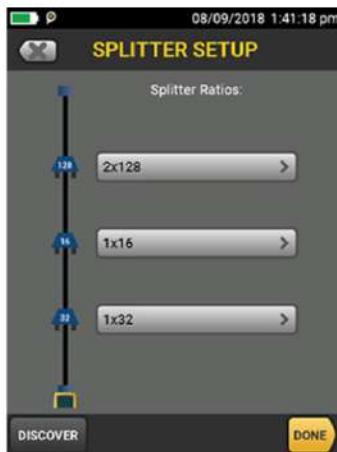 08/09/2018 1:41:18 pm
SPLITTER SETUP
Splitter Ratios:
128
2x128
16
1x16
32
1x32
DISCOVER
DONE